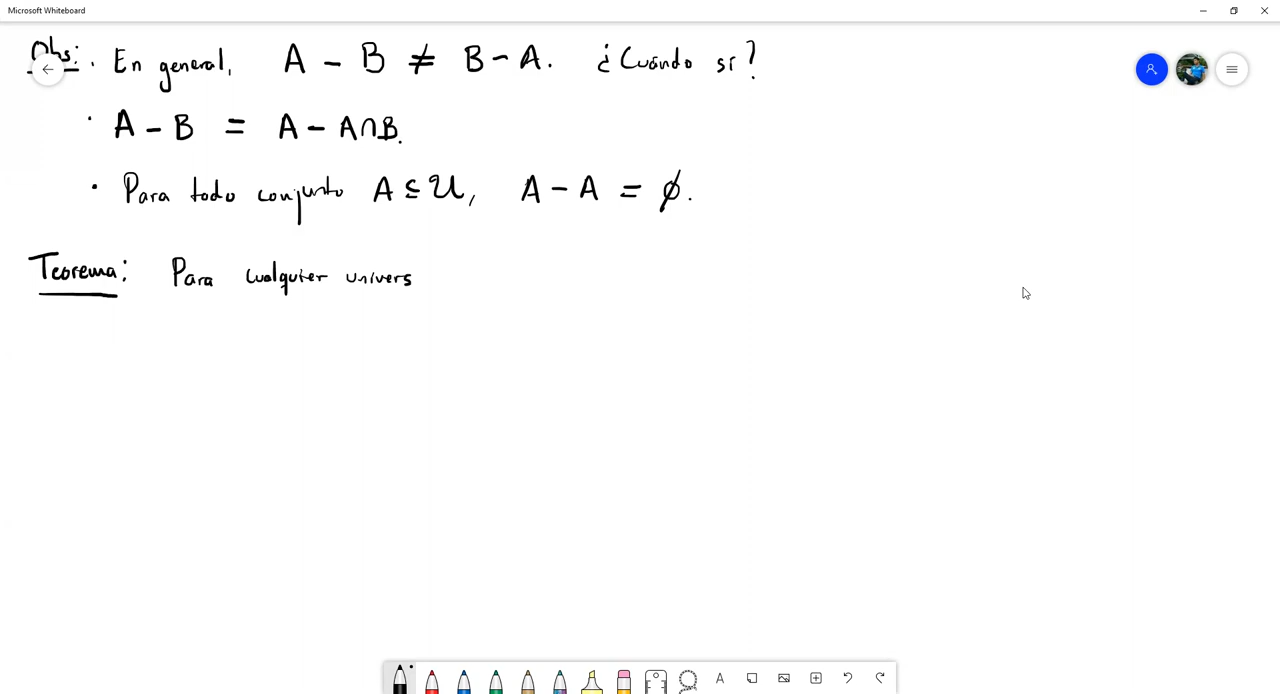 Microsoft Whiteboard
Obs: · En general, A − B ≠ B − A. ¿Cuándo sí?
· A − B = A − A∩B.
· Para todo conjunto A ⊆ U, A − A = ∅.
Teorema: Para cualquier univers
A